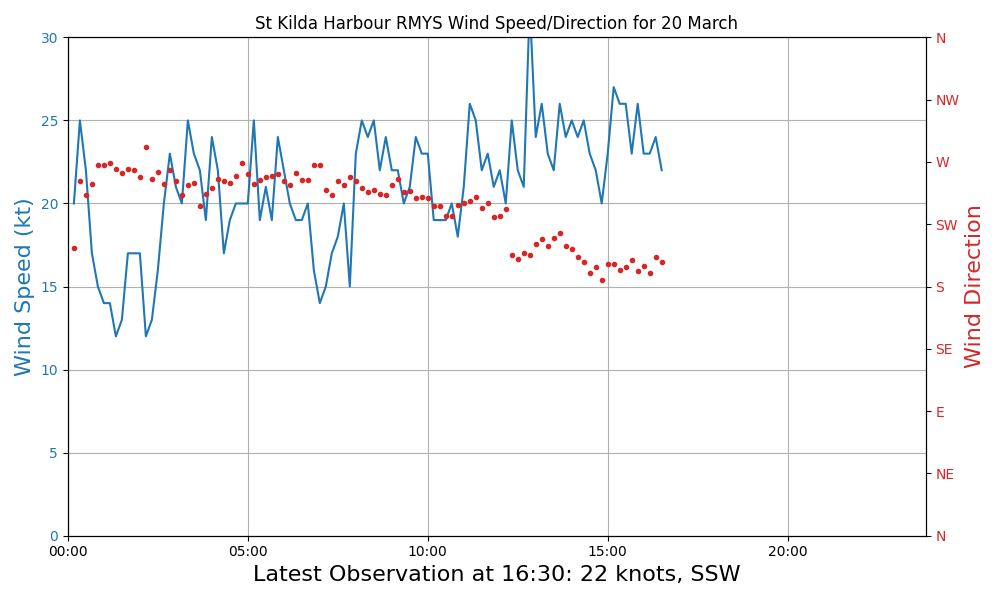 St Kilda Harbour RMYS Wind Speed/Direction for 20 March
30
25
20
15
10
5
0
Wind Speed (kt)
N
NW
W
SW
S
SE
E
NE
N
Wind Direction
00:00 05:00 10:00 15:00 20:00
Latest Observation at 16:30: 22 knots, SSW